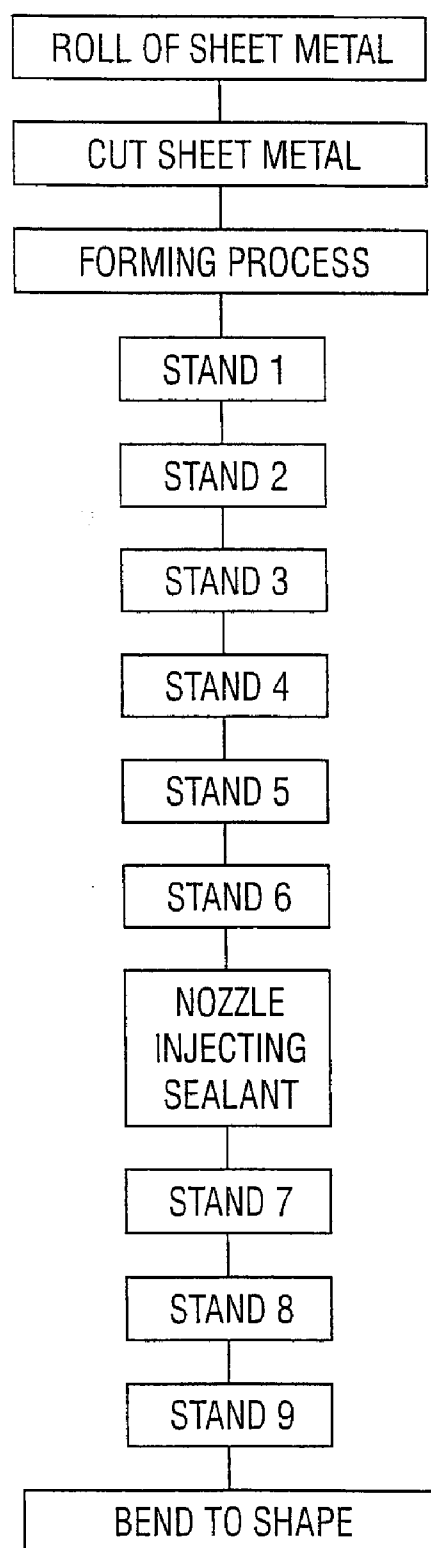 ROLL OF SHEET METAL
CUT SHEET METAL
FORMING PROCESS
STAND 1
STAND 2
STAND 3
STAND 4
STAND 5
STAND 6
NOZZLE
INJECTING
SEALANT
STAND 7
STAND 8
STAND 9
BEND TO SHAPE